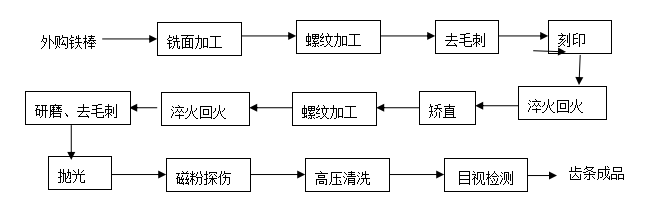 外购铁棒
铣面加工
螺纹加工
去毛刺
刻印
淬火回火
矫直
螺纹加工
淬火回火
研磨、去毛刺
抛光
磁粉探伤
高压清洗
目视检测
齿条成品